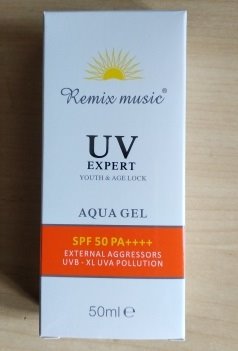 Remix music®
UV
EXPERT
YOUTH & AGE LOCK
AQUA GEL
SPF 50 PA++++
EXTERNAL AGGRESSORS
UVB - XL UVA POLLUTION
50ml ℮